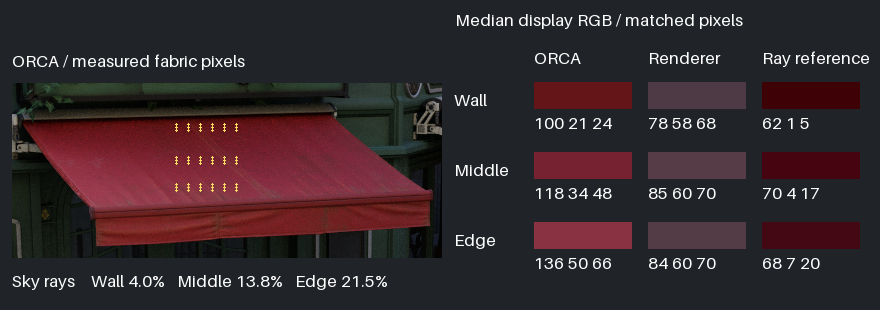 Median display RGB / matched pixels
ORCA / measured fabric pixels
ORCA Renderer Ray reference
Wall
100 21 24 78 58 68 62 1 5
Middle
118 34 48 85 60 70 70 4 17
Edge
136 50 66 84 60 70 68 7 20
Sky rays Wall 4.0% Middle 13.8% Edge 21.5%